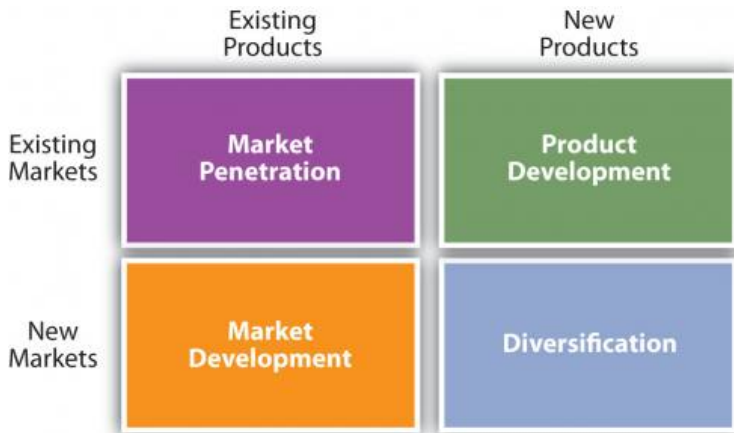 Existing
Products
New
Products
Existing
Markets
Market
Penetration
Product
Development
New
Markets
Market
Development
Diversification